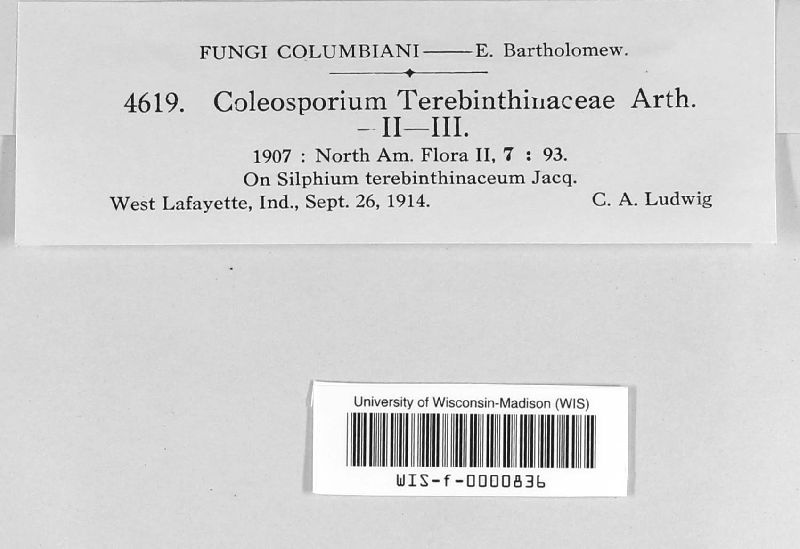 FUNGI COLUMBIANI——E. Bartholomew.
4619. Coleosporium Terebinthinaceae Arth.
– II—III.
1907 : North Am. Flora II, 7 : 93.
On Silphium terebinthinaceum Jacq.
West Lafayette, Ind., Sept. 26, 1914. C. A. Ludwig
University of Wisconsin-Madison (WIS)
WIS-f-0000836